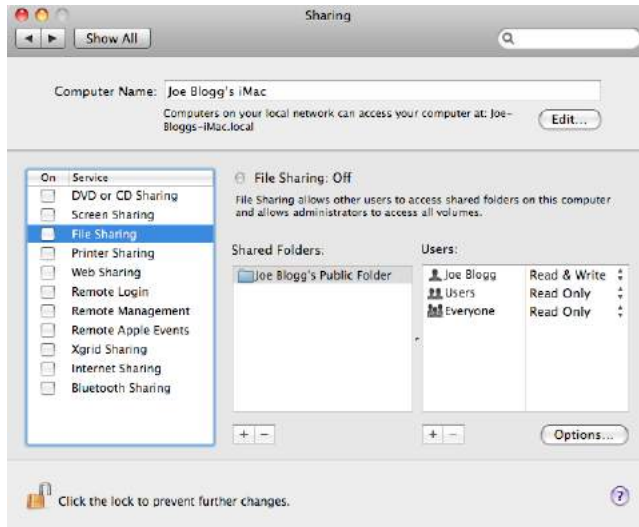 Sharing
Show All
Computer Name: Joe Blogg's iMac
Computers on your local network can access your computer at: Joe-
Bloggs-iMac.local
Edit...
On Service
DVD or CD Sharing
Screen Sharing
File Sharing
Printer Sharing
Web Sharing
Remote Login
Remote Management
Remote Apple Events
Xgrid Sharing
Internet Sharing
Bluetooth Sharing
File Sharing: Off
File Sharing allows other users to access shared folders on this computer
and allows administrators to access all volumes.
Shared Folders:
Joe Blogg's Public Folder
+ −
Users:
Joe Blogg Read & Write
Users Read Only
Everyone Read Only
+ −
Options...
Click the lock to prevent further changes.
?